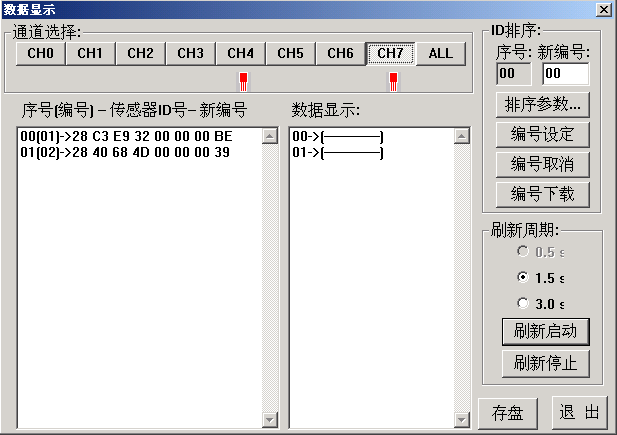 数据显示
通道选择:
CH0 CH1 CH2 CH3 CH4 CH5 CH6 CH7 ALL
序号(编号) – 传感器ID号– 新编号
00(01)->28 C3 E9 32 00 00 00 BE
01(02)->28 40 68 4D 00 00 00 39
数据显示:
00->(————)
01->(————)
ID排序:
序号: 新编号:
00 00
排序参数...
编号设定
编号取消
编号下载
刷新周期:
0.5 s
1.5 s
3.0 s
刷新启动
刷新停止
存盘 退 出